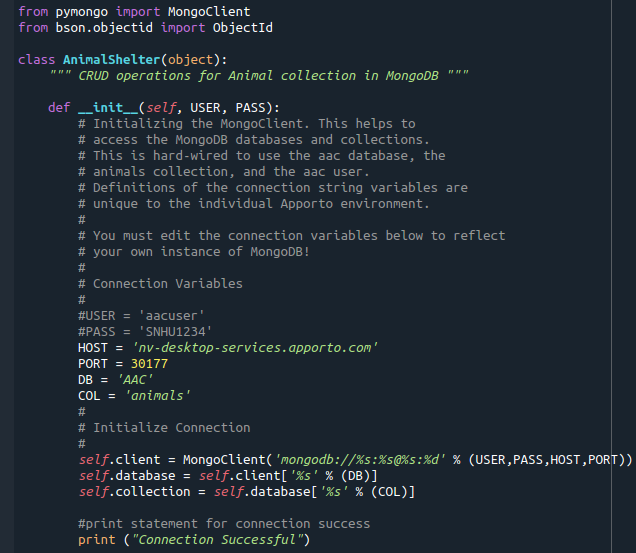 from pymongo import MongoClient
from bson.objectid import ObjectId
class AnimalShelter(object):
""" CRUD operations for Animal collection in MongoDB """
def __init__(self, USER, PASS):
# Initializing the MongoClient. This helps to
# access the MongoDB databases and collections.
# This is hard-wired to use the aac database, the
# animals collection, and the aac user.
# Definitions of the connection string variables are
# unique to the individual Apporto environment.
#
# You must edit the connection variables below to reflect
# your own instance of MongoDB!
#
# Connection Variables
#
#USER = 'aacuser'
#PASS = 'SNHU1234'
HOST = 'nv-desktop-services.apporto.com'
PORT = 30177
DB = 'AAC'
COL = 'animals'
#
# Initialize Connection
#
self.client = MongoClient('mongodb://%s:%s@%s:%d' % (USER,PASS,HOST,PORT))
self.database = self.client['%s' % (DB)]
self.collection = self.database['%s' % (COL)]
#print statement for connection success
print ("Connection Successful")